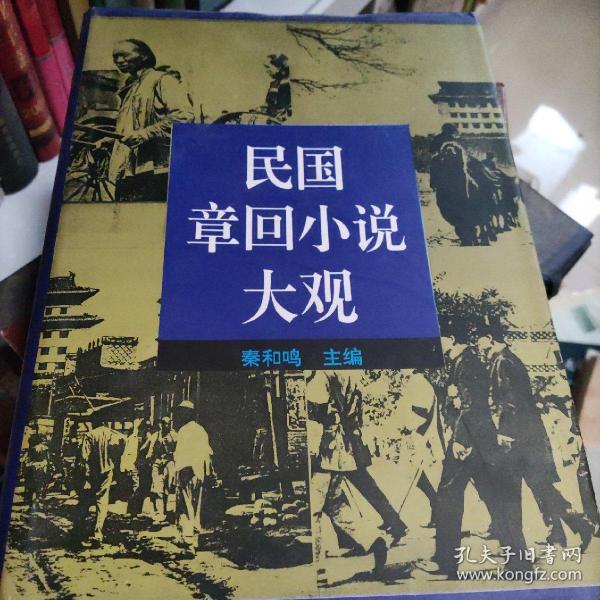 民国
章回小说
大观
秦和鸣 主编
孔夫子旧书网
www.kongfz.com